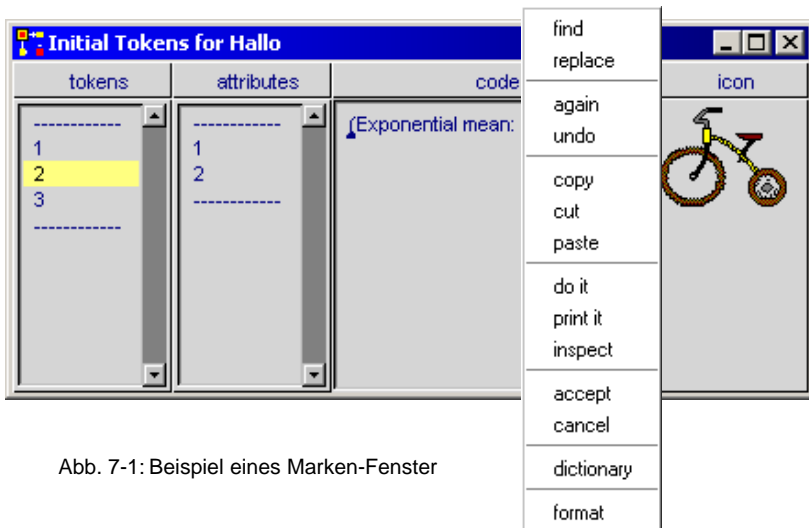 Initial Tokens for Hallo
tokens
attributes
code
icon
------------
1
2
3
------------
------------
1
2
------------
(Exponential mean:
find
replace
again
undo
copy
cut
paste
do it
print it
inspect
accept
cancel
dictionary
format
Abb. 7-1: Beispiel eines Marken-Fenster